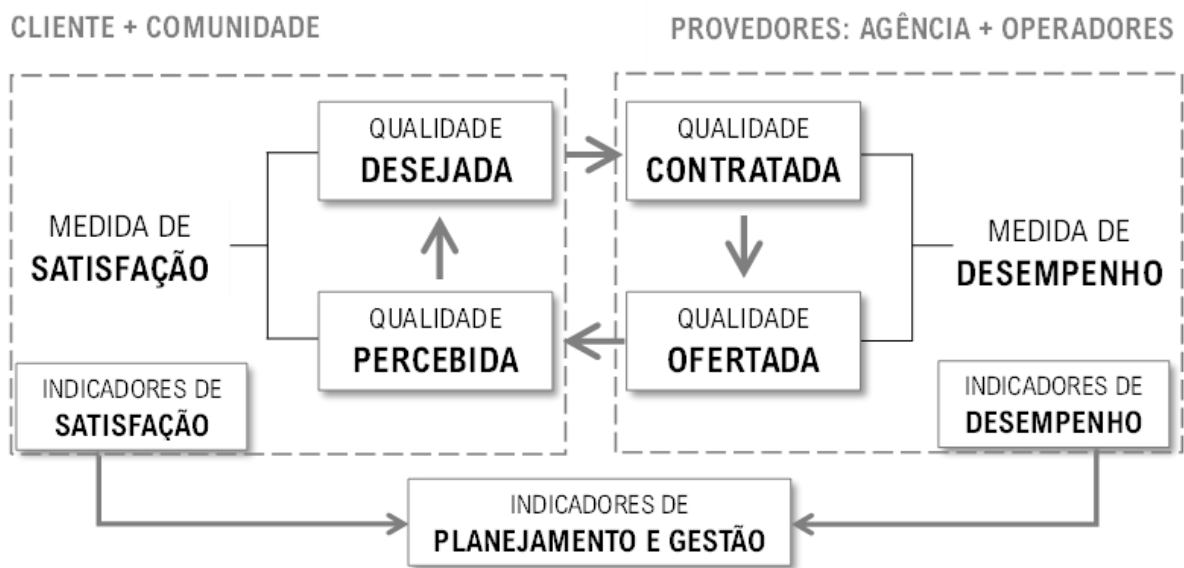 CLIENTE + COMUNIDADE
PROVEDORES: AGÊNCIA + OPERADORES
QUALIDADE
DESEJADA
QUALIDADE
CONTRATADA
MEDIDA DE
SATISFAÇÃO
MEDIDA DE
DESEMPENHO
QUALIDADE
PERCEBIDA
QUALIDADE
OFERTADA
INDICADORES DE
SATISFAÇÃO
INDICADORES DE
DESEMPENHO
INDICADORES DE
PLANEJAMENTO E GESTÃO